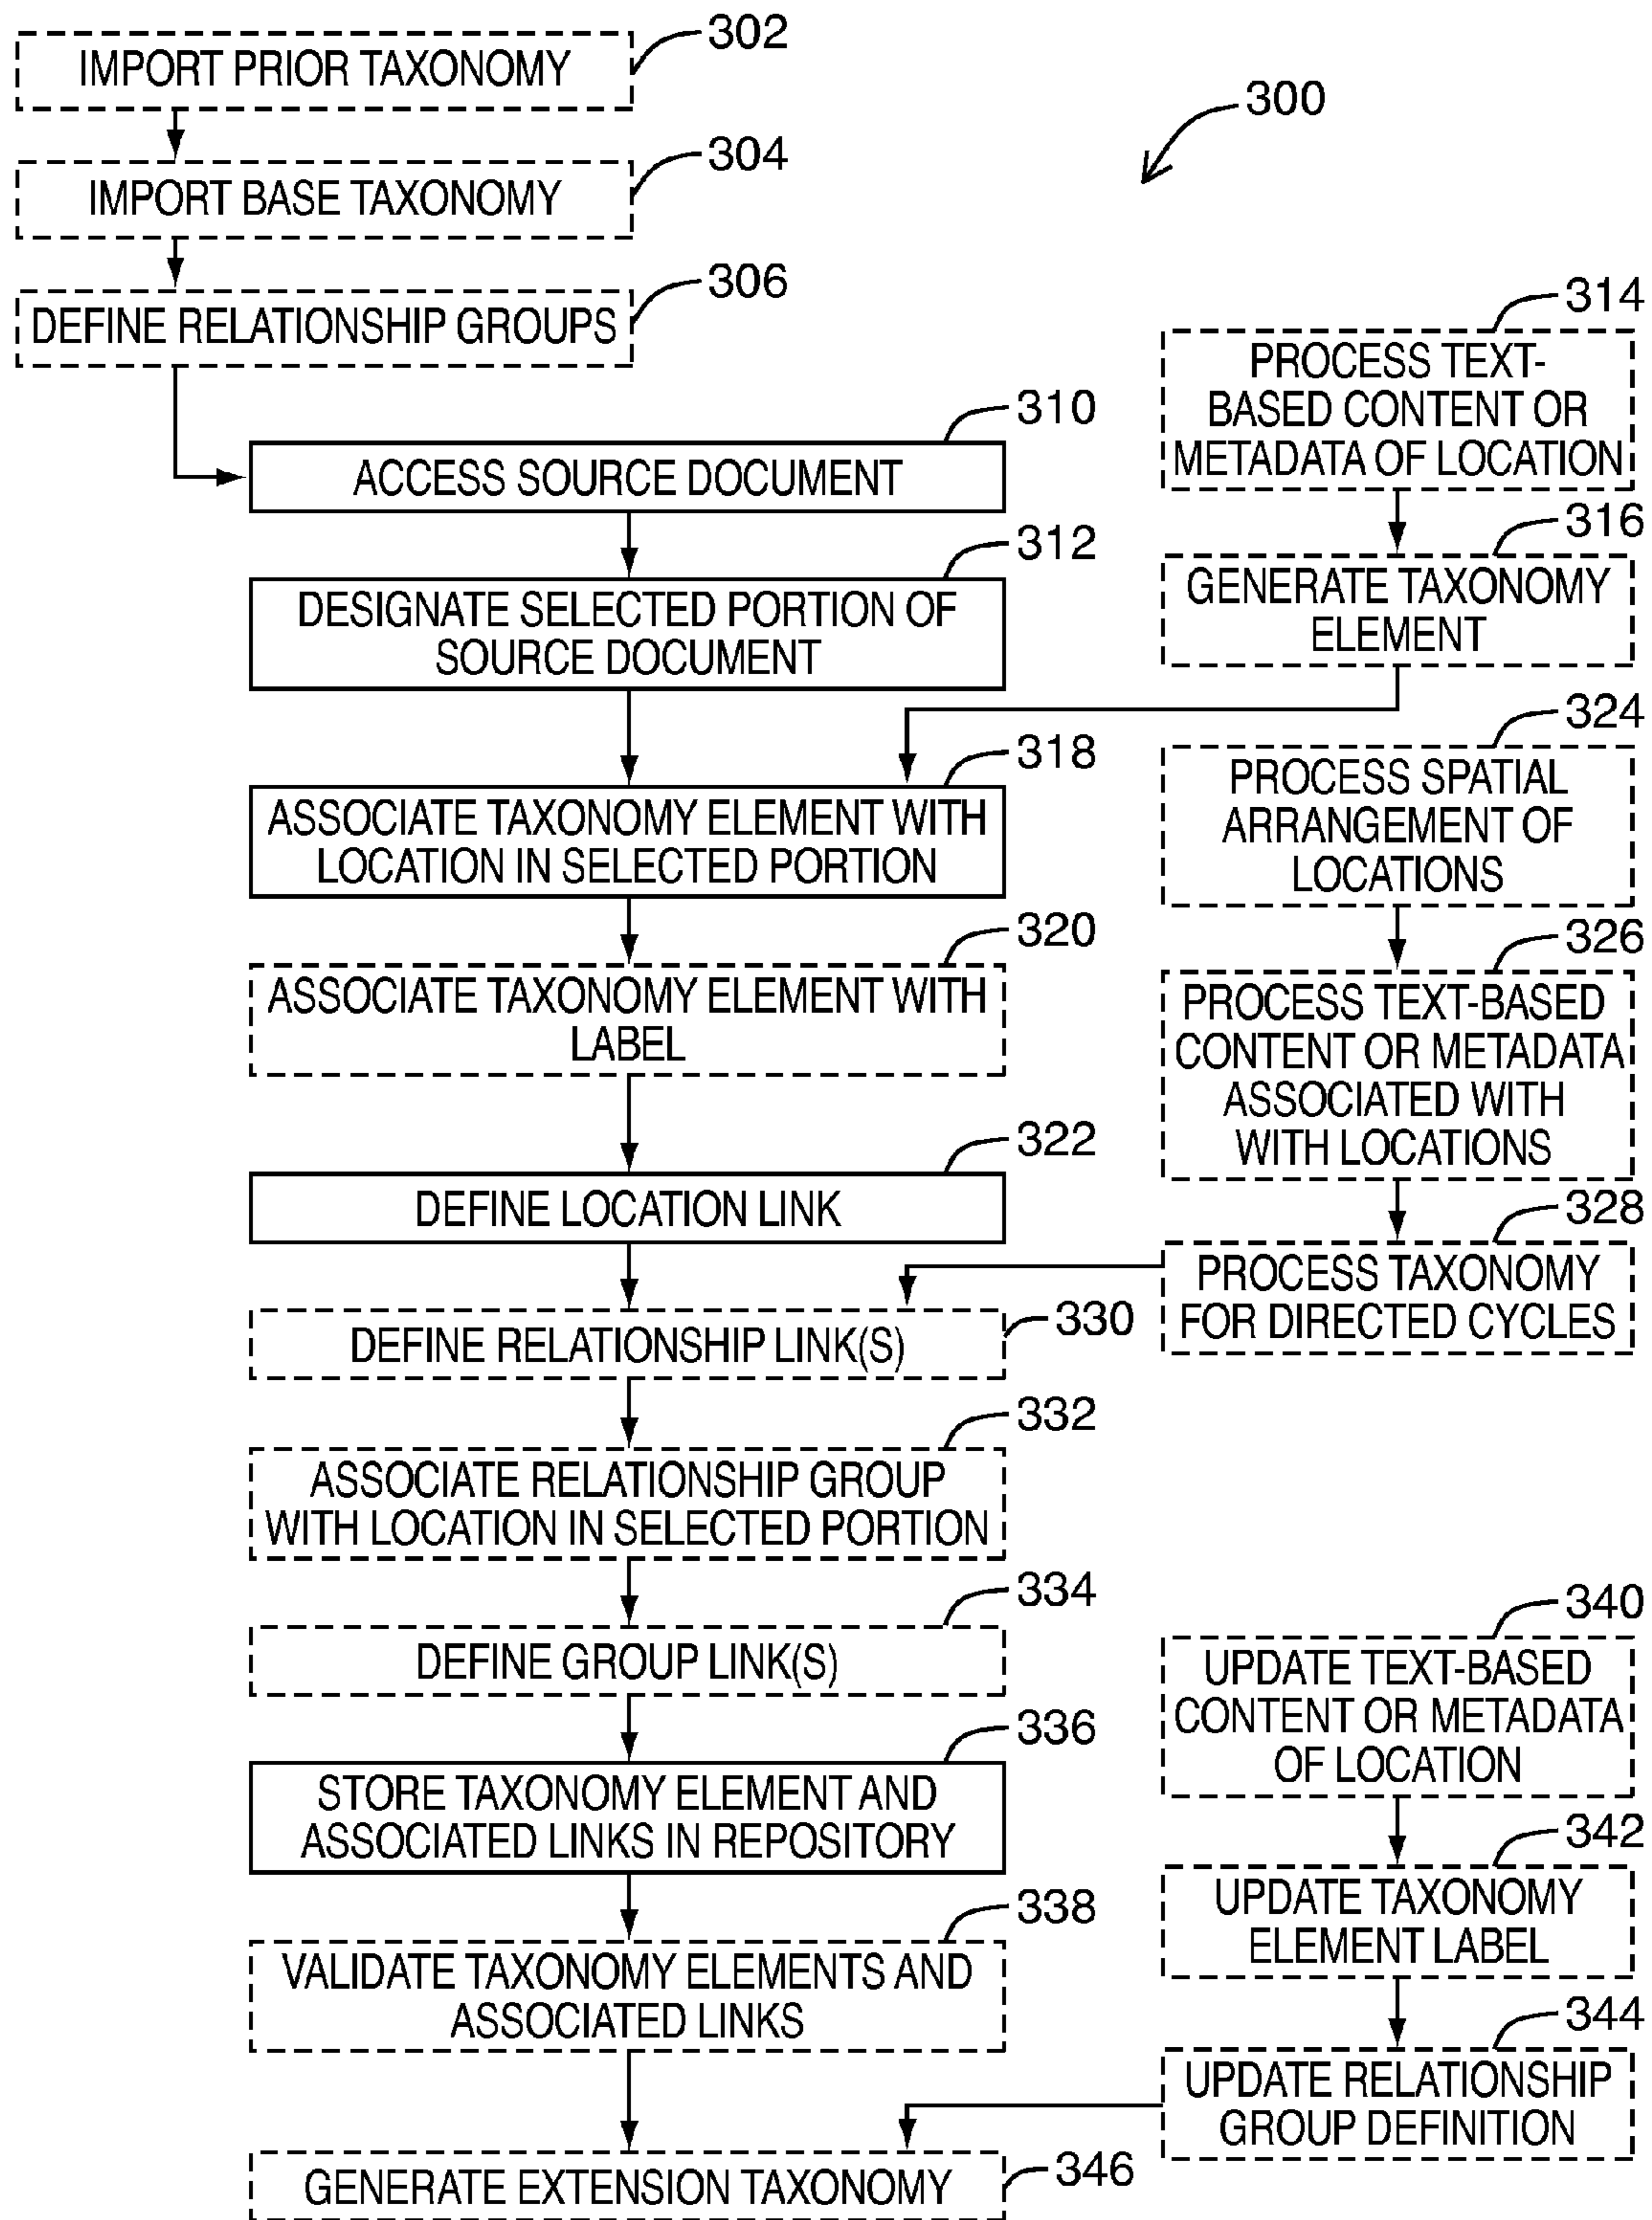 302
IMPORT PRIOR TAXONOMY
300
304
IMPORT BASE TAXONOMY
306
DEFINE RELATIONSHIP GROUPS
310
ACCESS SOURCE DOCUMENT
312
DESIGNATE SELECTED PORTION OF
SOURCE DOCUMENT
314
PROCESS TEXT-
BASED CONTENT OR
METADATA OF LOCATION
316
GENERATE TAXONOMY
ELEMENT
318
ASSOCIATE TAXONOMY ELEMENT WITH
LOCATION IN SELECTED PORTION
320
ASSOCIATE TAXONOMY ELEMENT WITH
LABEL
322
DEFINE LOCATION LINK
324
PROCESS SPATIAL
ARRANGEMENT OF
LOCATIONS
326
PROCESS TEXT-BASED
CONTENT OR METADATA
ASSOCIATED WITH
WITH LOCATIONS
328
PROCESS TAXONOMY
FOR DIRECTED CYCLES
330
DEFINE RELATIONSHIP LINK(S)
332
ASSOCIATE RELATIONSHIP GROUP
WITH LOCATION IN SELECTED PORTION
334
DEFINE GROUP LINK(S)
336
STORE TAXONOMY ELEMENT AND
ASSOCIATED LINKS IN REPOSITORY
338
VALIDATE TAXONOMY ELEMENTS AND
ASSOCIATED LINKS
340
UPDATE TEXT-BASED
CONTENT OR METADATA
OF LOCATION
342
UPDATE TAXONOMY
ELEMENT LABEL
344
UPDATE RELATIONSHIP
GROUP DEFINITION
346
GENERATE EXTENSION TAXONOMY